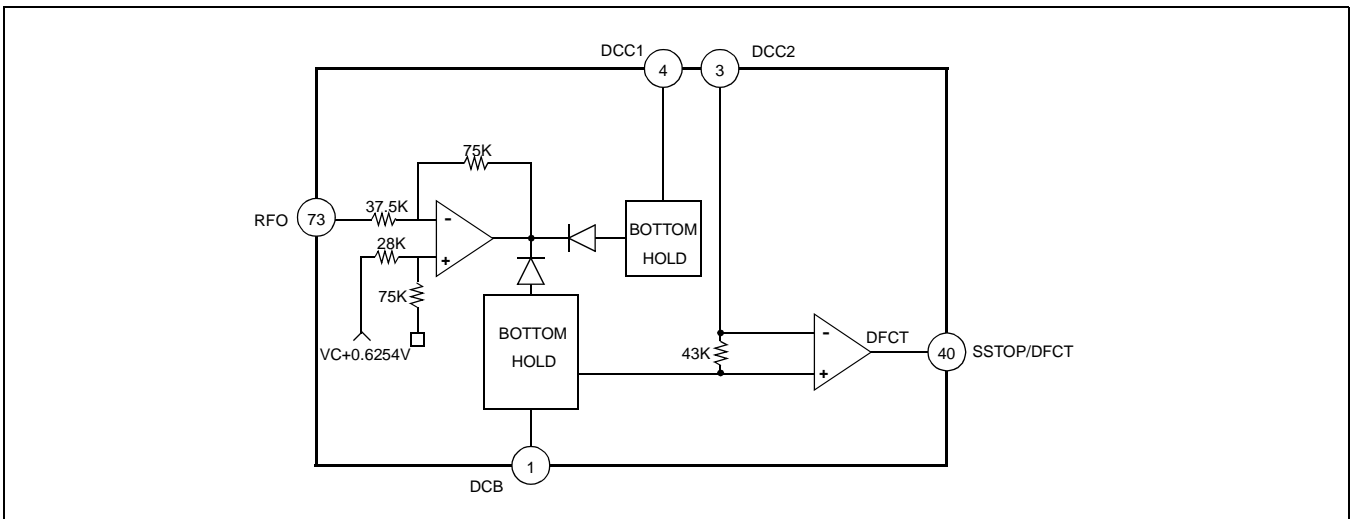 DCC1
4
3
DCC2
75K
RFO
73
37.5K
-
28K
+
75K
VC+0.6254V
BOTTOM
HOLD
BOTTOM
HOLD
43K
-
+
DFCT
40
SSTOP/DFCT
1
DCB